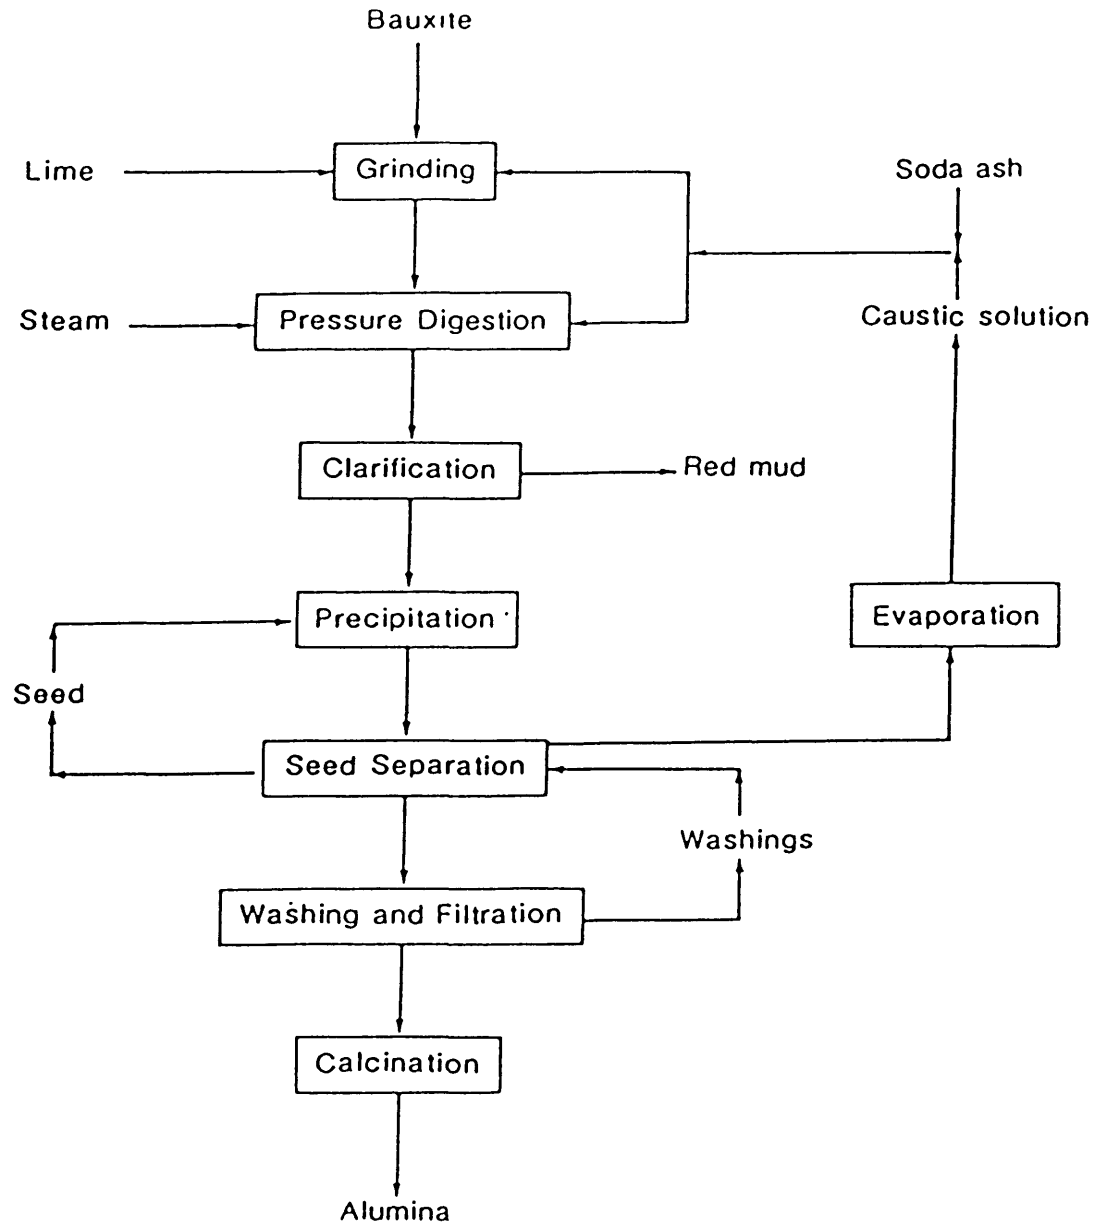 Bauxite
Lime
Grinding
Soda ash
Steam
Pressure Digestion
Caustic solution
Clarification
Red mud
Precipitation
Evaporation
Seed
Seed Separation
Washings
Washing and Filtration
Calcination
Alumina